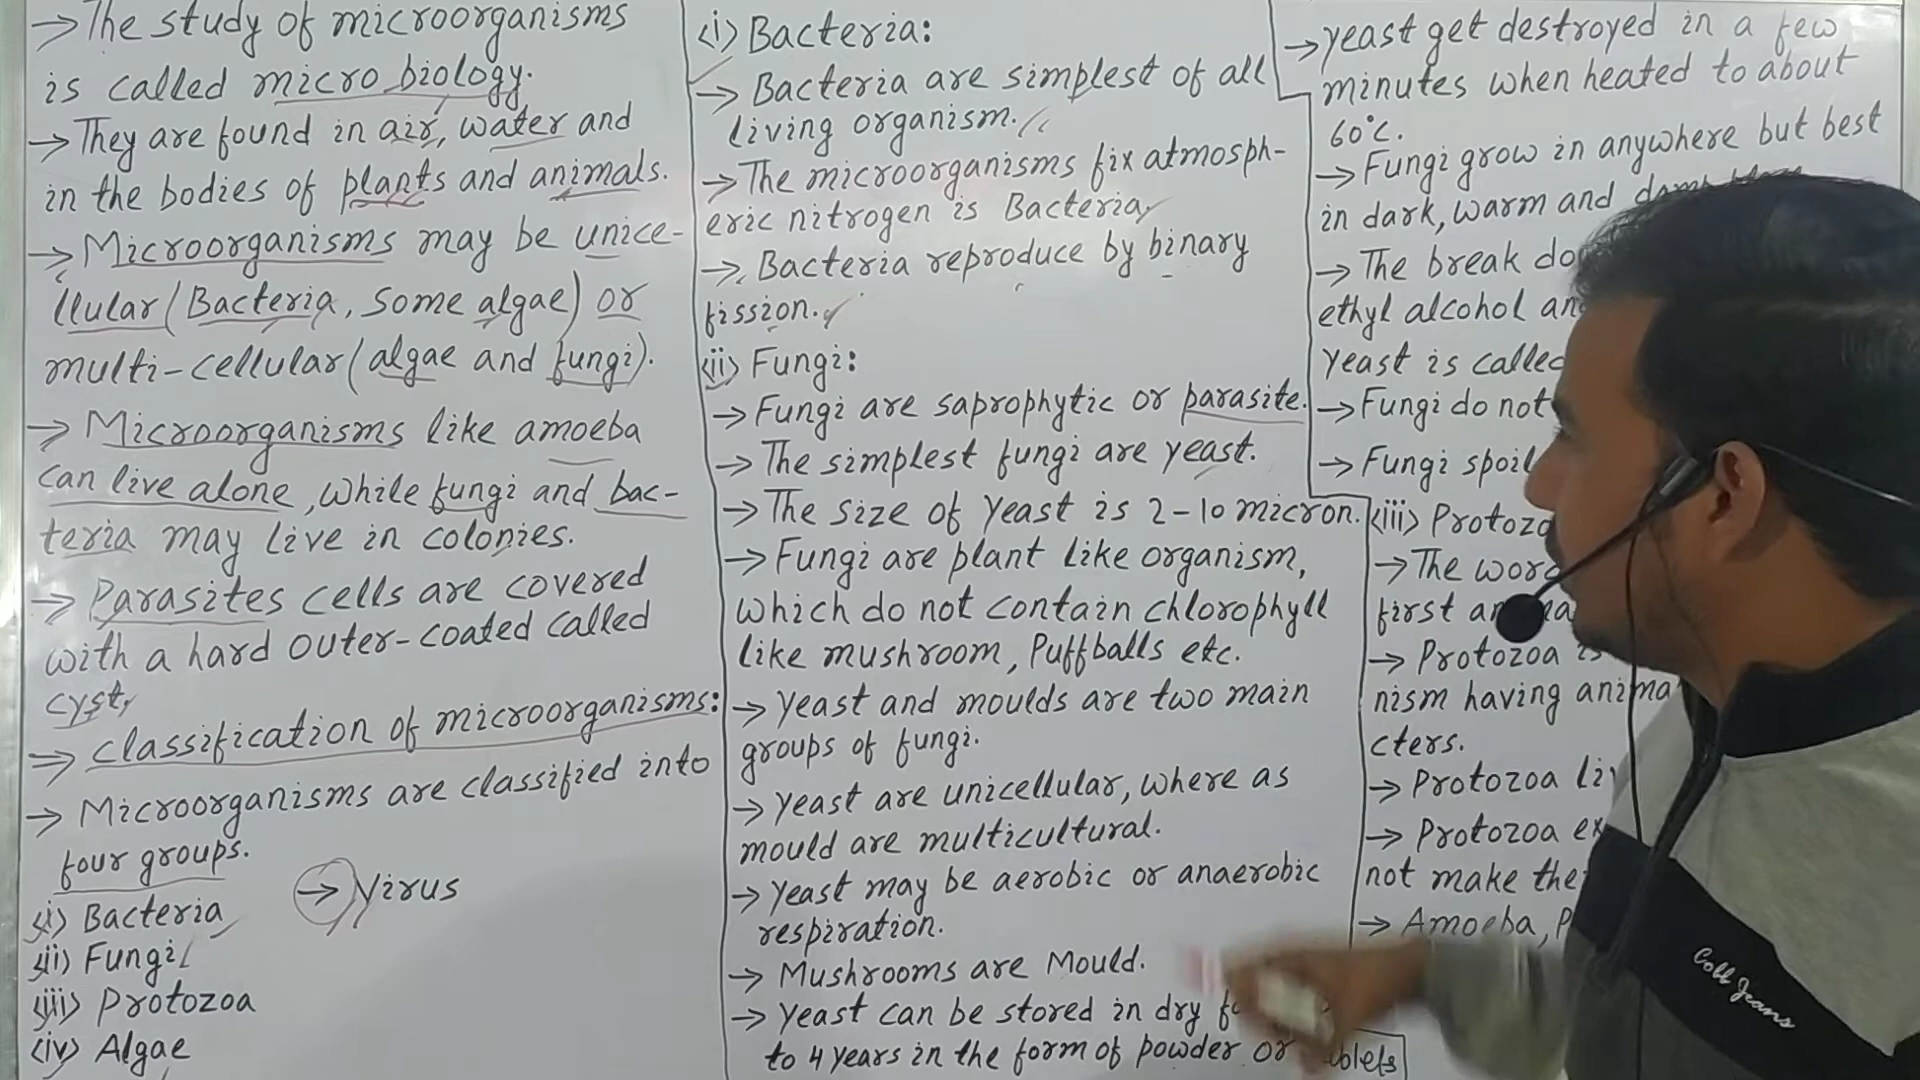 → The study of microorganisms
is called micro biology.
→ They are found in air, water and
in the bodies of plants and animals.
→ Microorganisms may be unice-
llular (Bacteria, Some algae) or
multi-cellular (algae and fungi).
→ Microorganisms like amoeba
can live alone, while fungi and bac-
teria may live in colonies.
→ Parasites cells are covered
with a hard outer-coated called
cyst,
→ classification of microorganisms:
→ Microorganisms are classified into
four groups.
→ Virus
(i) Bacteria
(ii) Fungi
(iii) Protozoa
(iv) Algae
(i) Bacteria:
→ Bacteria are simplest of all
living organism.
→ The microorganisms fix atmosph-
eric nitrogen is Bacteria
→ Bacteria reproduce by binary
fission.
(ii) Fungi:
→ Fungi are saprophytic or parasite.
→ The simplest fungi are yeast.
→ The size of yeast is 2-10 micron.
→ Fungi are plant like organism,
which do not contain chlorophyll
like mushroom, Puffballs etc.
→ Yeast and moulds are two main
groups of fungi.
→ Yeast are unicellular, where as
mould are multicultural.
→ Yeast may be aerobic or anaerobic
respiration.
→ Mushrooms are Mould.
→ Yeast can be stored in dry
to 4 years in the form of powder or
→ yeast get destroyed in a few
minutes when heated to about
60°C.
→ Fungi grow in anywhere but best
in dark, warm and
→ The break
ethyl alcohol
yeast is called
→ Fungi do not
→ Fungi spoil
(iii)
→ The
first
→ Protozoa
nism having
cters.
→ Protozoa
→ Protozoa
not make
→ Amoeba,
Coll Jeans